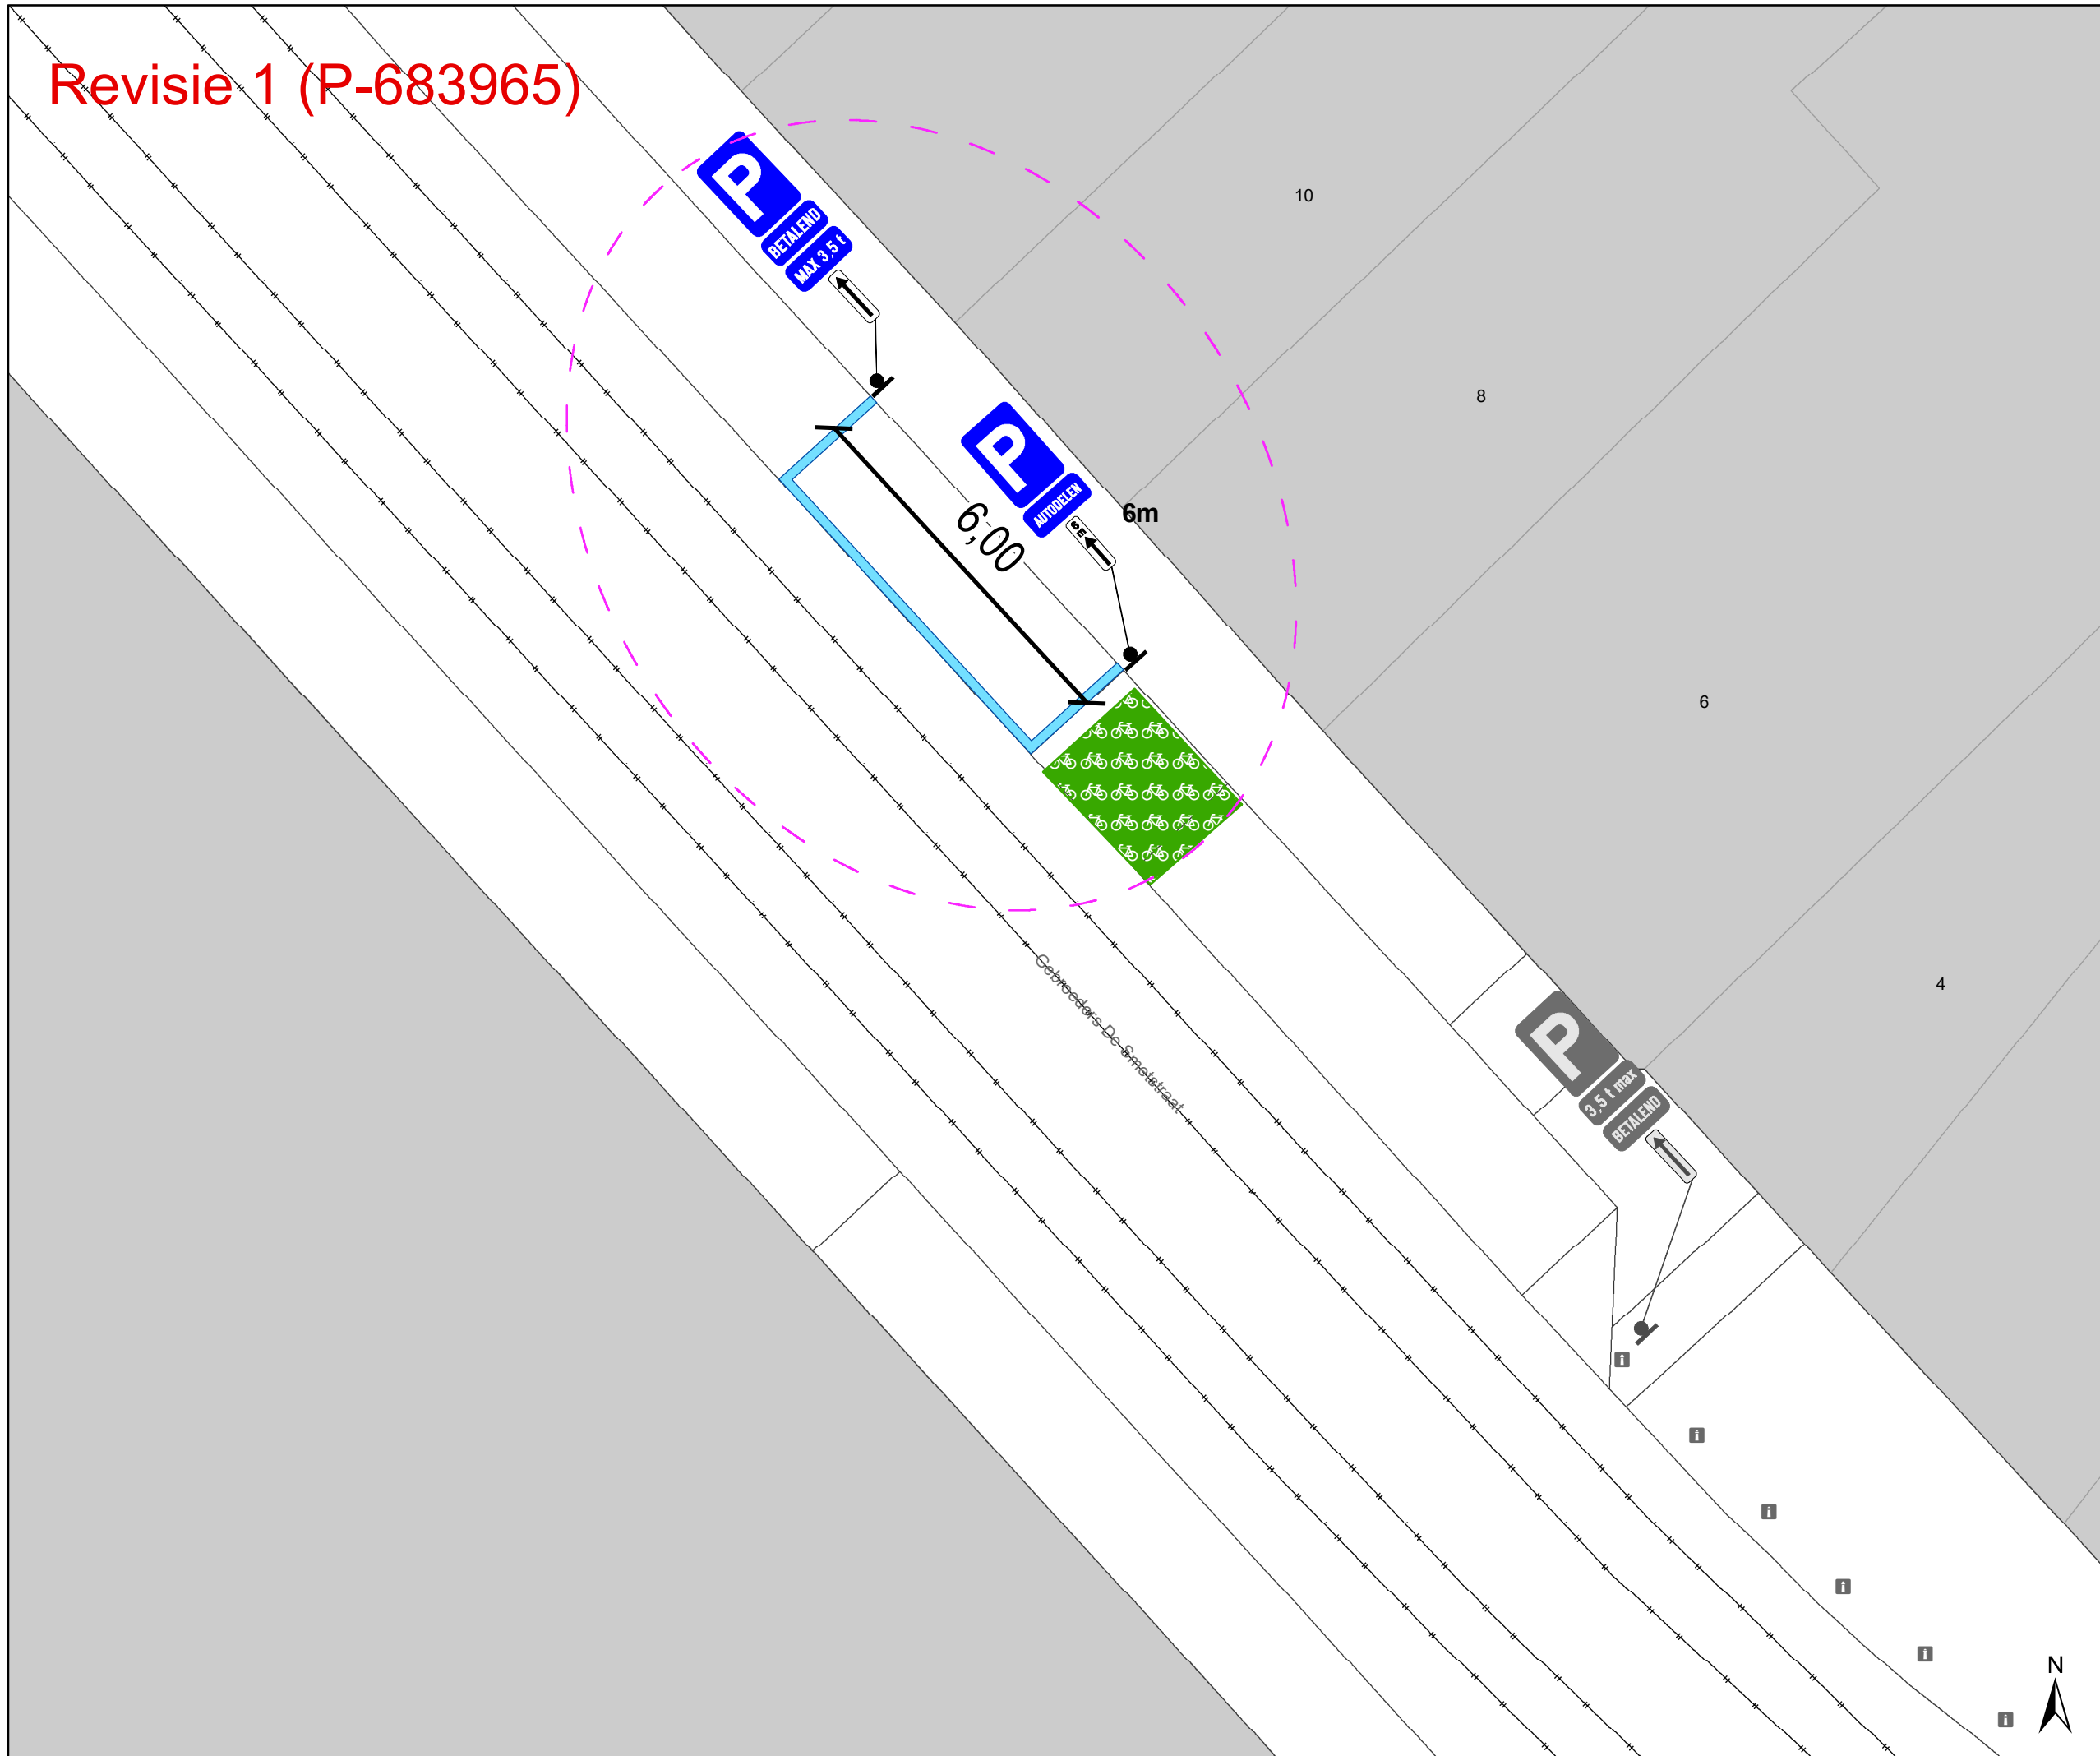 Revisie 1 (P-683965)
P
BETALEND
MAX 3,5 t
10
8
P
AUTODELEN
6m
6m
6,00
6
4
Gebroeders De Smetstraat
P
3,5 t max
BETALEND
i
i
i
i
i
i
N